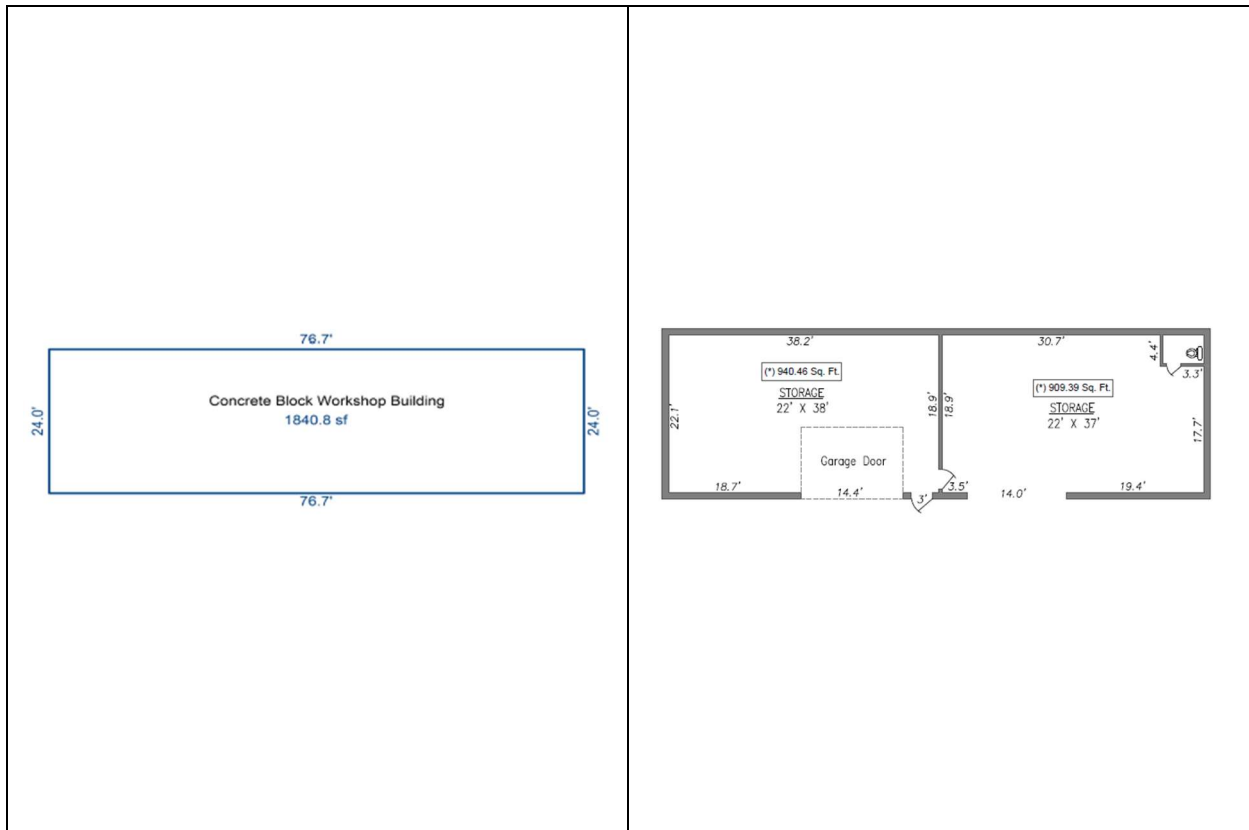 76.7'
Concrete Block Workshop Building
1840.8 sf
24.0'
24.0'
76.7'
38.2'
30.7'
4.4'
3.3'
(*) 940.46 Sq. Ft.
STORAGE
22' X 38'
(*) 909.39 Sq. Ft.
STORAGE
22' X 37'
22.1'
18.9'
18.9'
17.7'
Garage Door
18.7'
14.4'
3'
3.5'
14.0'
19.4'